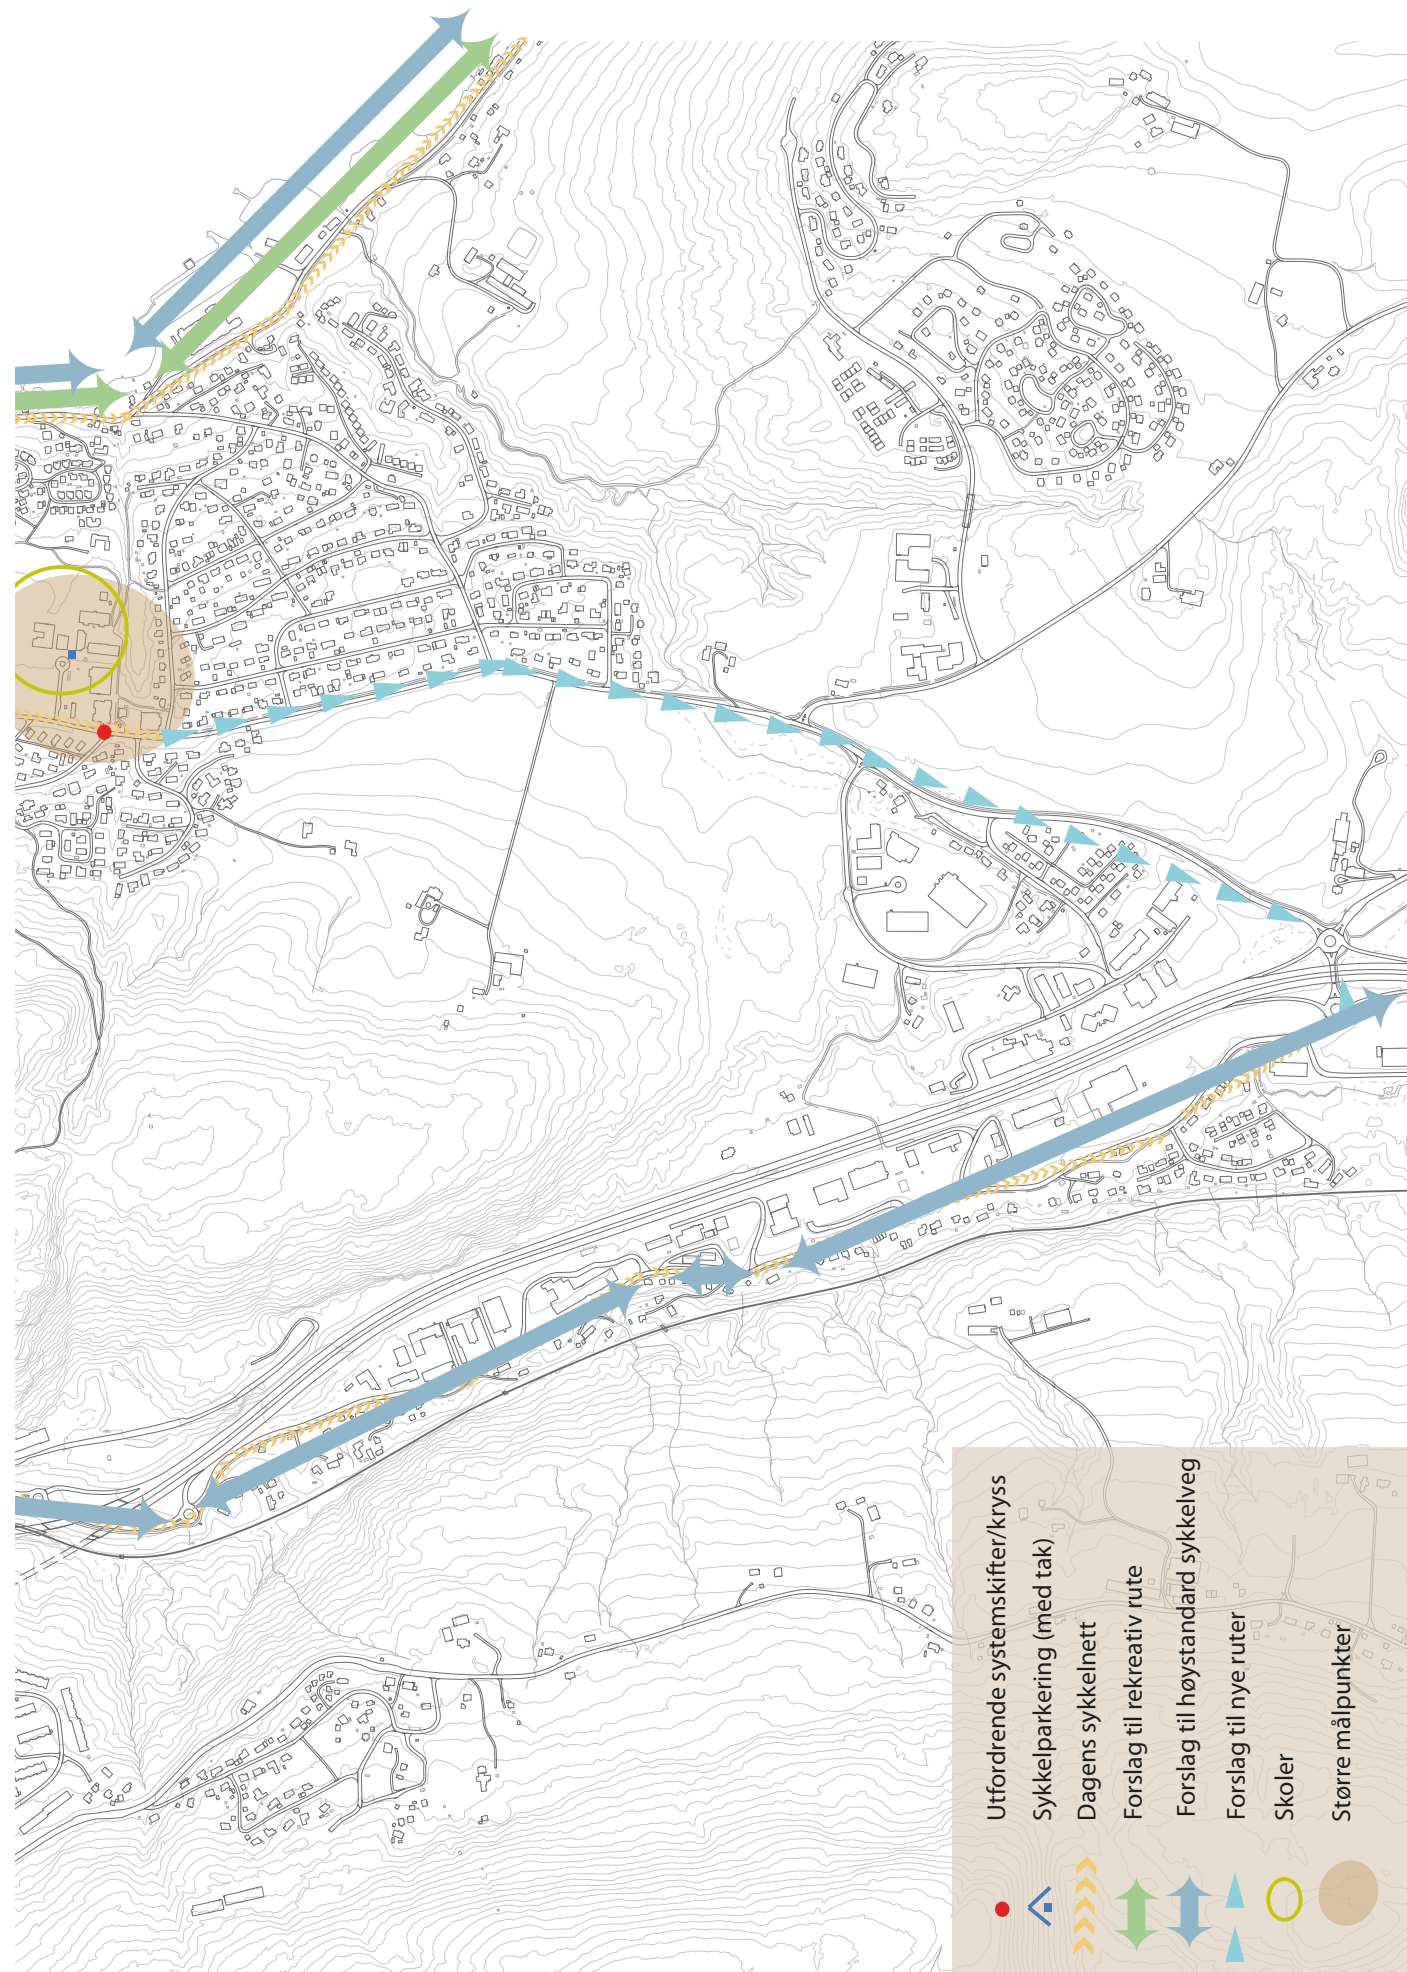 Utfordrende systemskifter/kryss
Sykkelparkering (med tak)
Dagens sykkelnett
Forslag til rekreativ rute
Forslag til høystandard sykkelveg
Forslag til nye ruter
Skoler
Større målpunkter